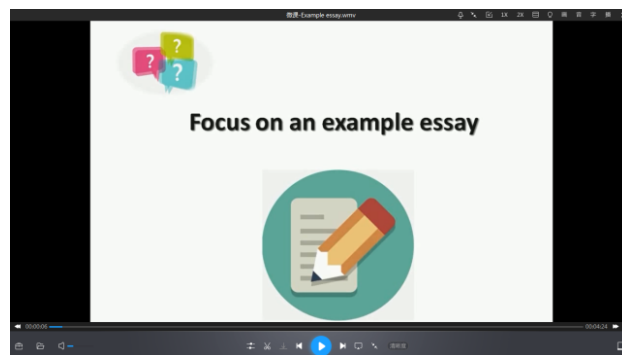 微课-Example essay.wmv
1X 2X
? ? ?
Focus on an example essay
00:00:06
00:04:24